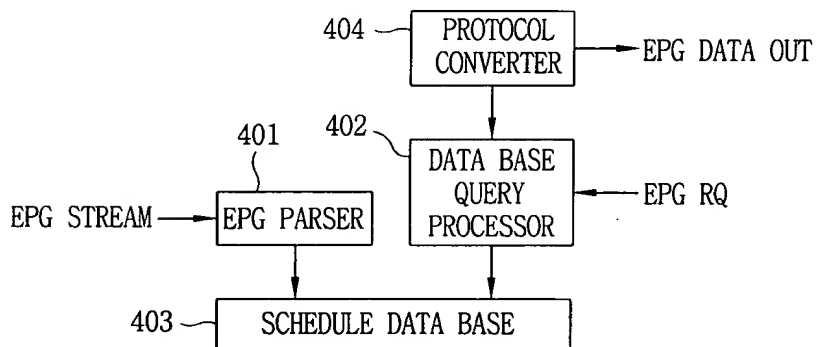 404
PROTOCOL
CONVERTER
EPG DATA OUT
401
402
DATA BASE
QUERY
PROCESSOR
EPG RQ
EPG STREAM
EPG PARSER
403
SCHEDULE DATA BASE